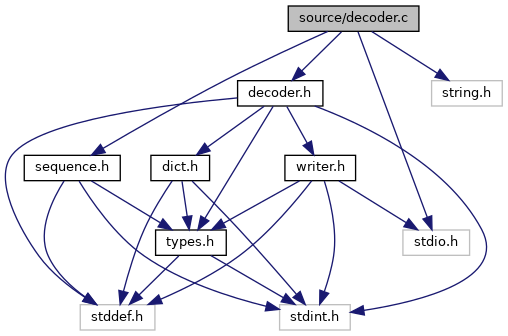 source/decoder.c
decoder.h
string.h
sequence.h
dict.h
writer.h
types.h
stdio.h
stddef.h
stdint.h